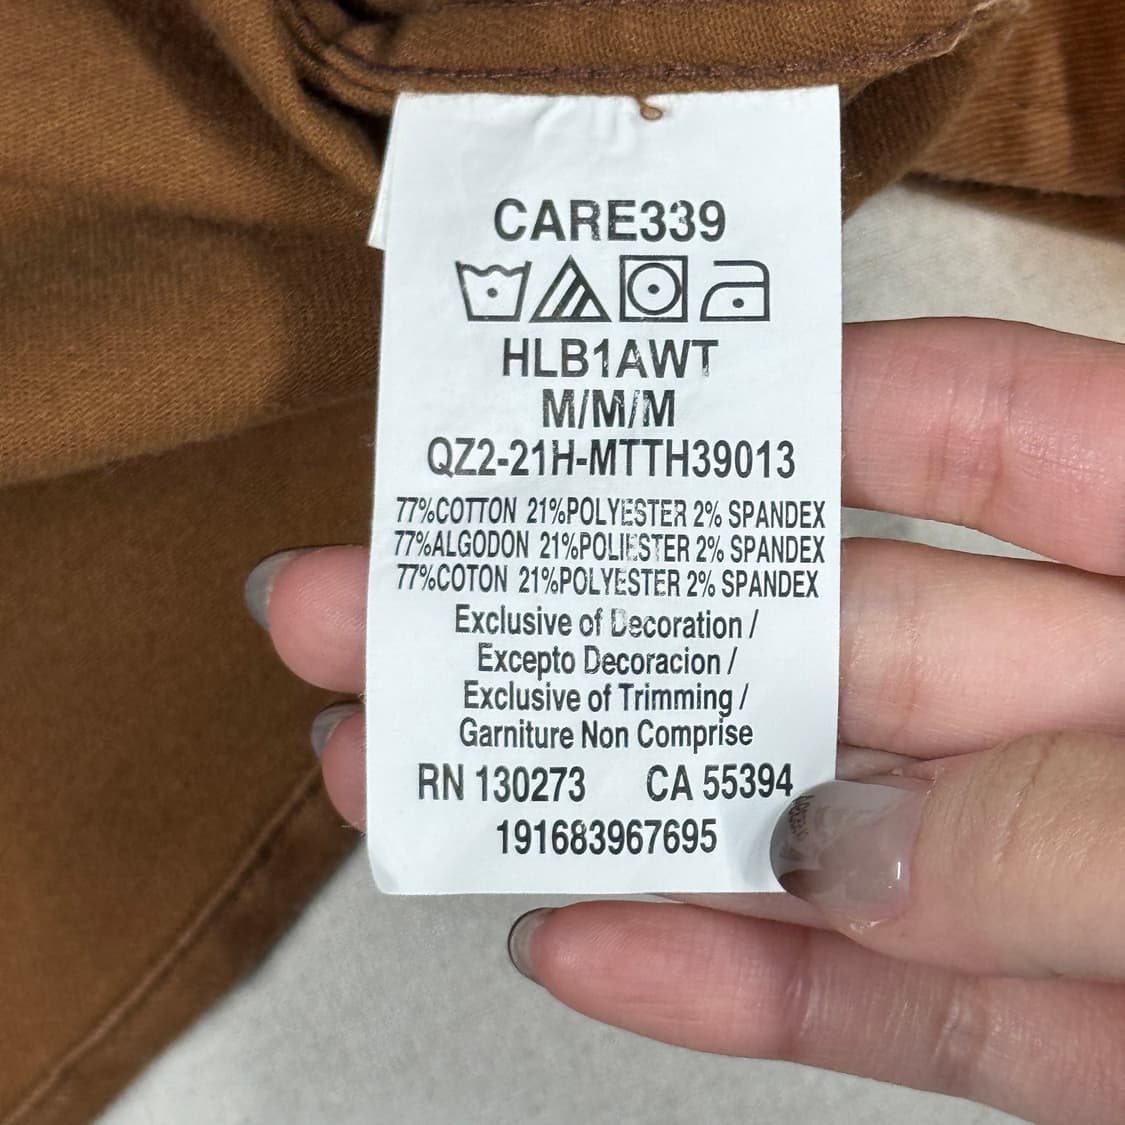 CARE339
HLB1AWT
M/M/M
QZ2-21H-MTTH39013
77%COTTON 21%POLYESTER 2% SPANDEX
77%ALGODON 21%POLIESTER 2% SPANDEX
77%COTON 21%POLYESTER 2% SPANDEX
Exclusive of Decoration /
Excepto Decoracion /
Exclusive of Trimming /
Garniture Non Comprise
RN 130273 CA 55394
191683967695